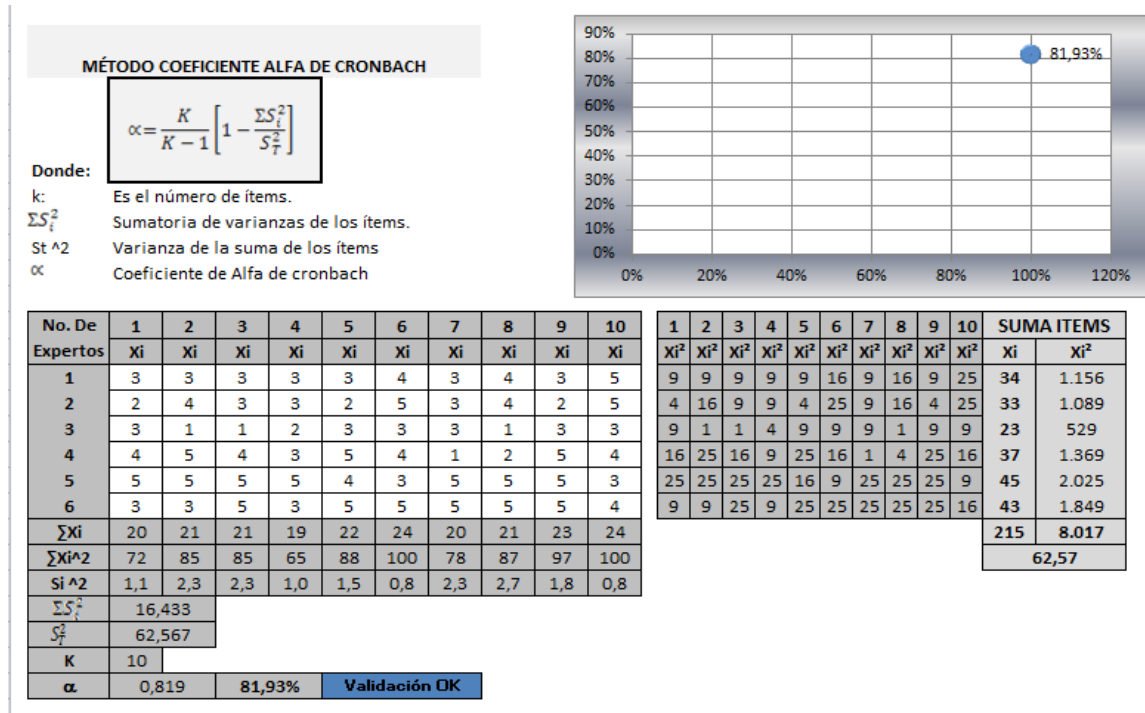 MÉTODO COEFICIENTE ALFA DE CRONBACH
∝= K / K − 1 [1 − ΣS_i^2 / S_T^2]
Donde:
k: Es el número de ítems.
ΣS_i^2 Sumatoria de varianzas de los ítems.
St ^2 Varianza de la suma de los ítems
∝ Coeficiente de Alfa de cronbach
90%
80%
70%
60%
50%
40%
30%
20%
10%
0%
0% 20% 40% 60% 80% 100% 120%
81,93%
No. De 1 2 3 4 5 6 7 8 9 10
Expertos Xi Xi Xi Xi Xi Xi Xi Xi Xi Xi
1 3 3 3 3 3 4 3 4 3 5
2 2 4 3 3 2 5 3 4 2 5
3 3 1 1 2 3 3 3 1 3 3
4 4 5 4 3 5 4 1 2 5 4
5 5 5 5 5 4 3 5 5 5 3
6 3 3 5 3 5 5 5 5 5 4
∑Xi 20 21 21 19 22 24 20 21 23 24
∑Xi^2 72 85 85 65 88 100 78 87 97 100
Si ^2 1,1 2,3 2,3 1,0 1,5 0,8 2,3 2,7 1,8 0,8
ΣS_i^2 16,433
S_T^2 62,567
K 10
α 0,819 81,93% Validación OK
1 2 3 4 5 6 7 8 9 10 SUMA ITEMS
Xi² Xi² Xi² Xi² Xi² Xi² Xi² Xi² Xi² Xi² Xi Xi²
9 9 9 9 9 16 9 16 9 25 34 1.156
4 16 9 9 4 25 9 16 4 25 33 1.089
9 1 1 4 9 9 9 1 9 9 23 529
16 25 16 9 25 16 1 4 25 16 37 1.369
25 25 25 25 16 9 25 25 25 9 45 2.025
9 9 25 9 25 25 25 25 25 16 43 1.849
215 8.017
62,57